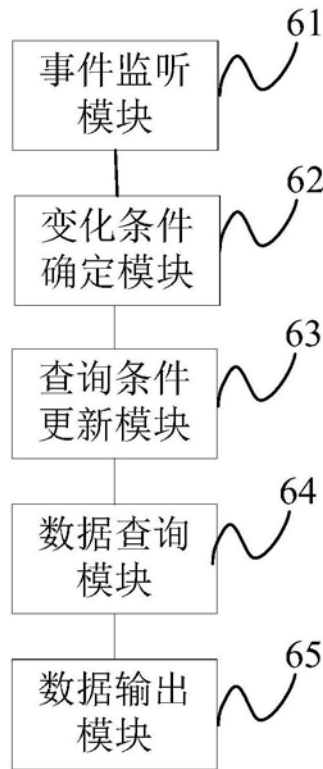 61
事件监听
模块
62
变化条件
确定模块
63
查询条件
更新模块
64
数据查询
模块
65
数据输出
模块